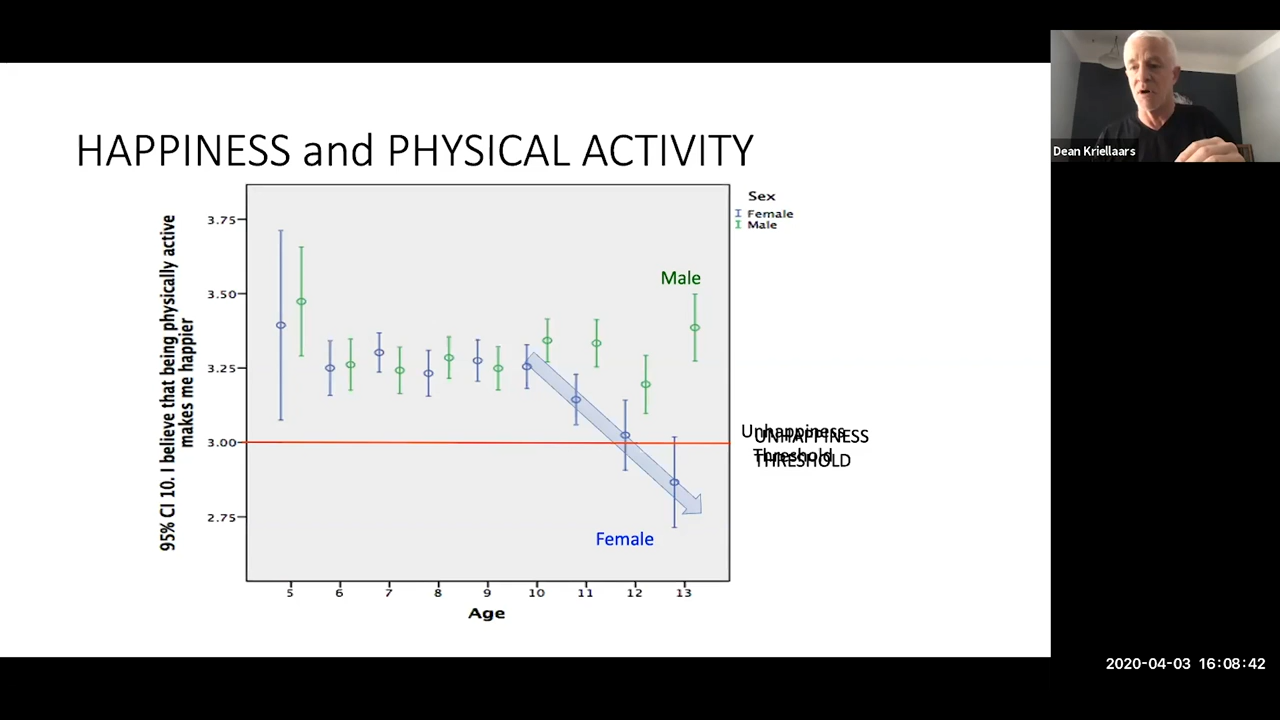 HAPPINESS and PHYSICAL ACTIVITY
95% CI 10. I believe that being physically active
makes me happier
3.75
3.50
3.25
3.00
2.75
Sex
Female
Male
Male
Female
Unhappiness
Threshold
UNHAPPINESS
THRESHOLD
5 6 7 8 9 10 11 12 13
Age
Dean Kriellaars
2020-04-03 16:08:42